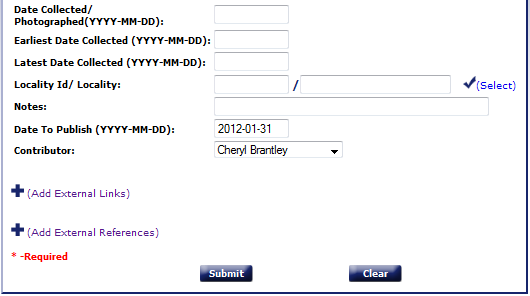 Date Collected/
Photographed(YYYY-MM-DD):
Earliest Date Collected (YYYY-MM-DD):
Latest Date Collected (YYYY-MM-DD):
Locality Id/ Locality: / (Select)
Notes:
Date To Publish (YYYY-MM-DD): 2012-01-31
Contributor: Cheryl Brantley
(Add External Links)
(Add External References)
* -Required
Submit Clear